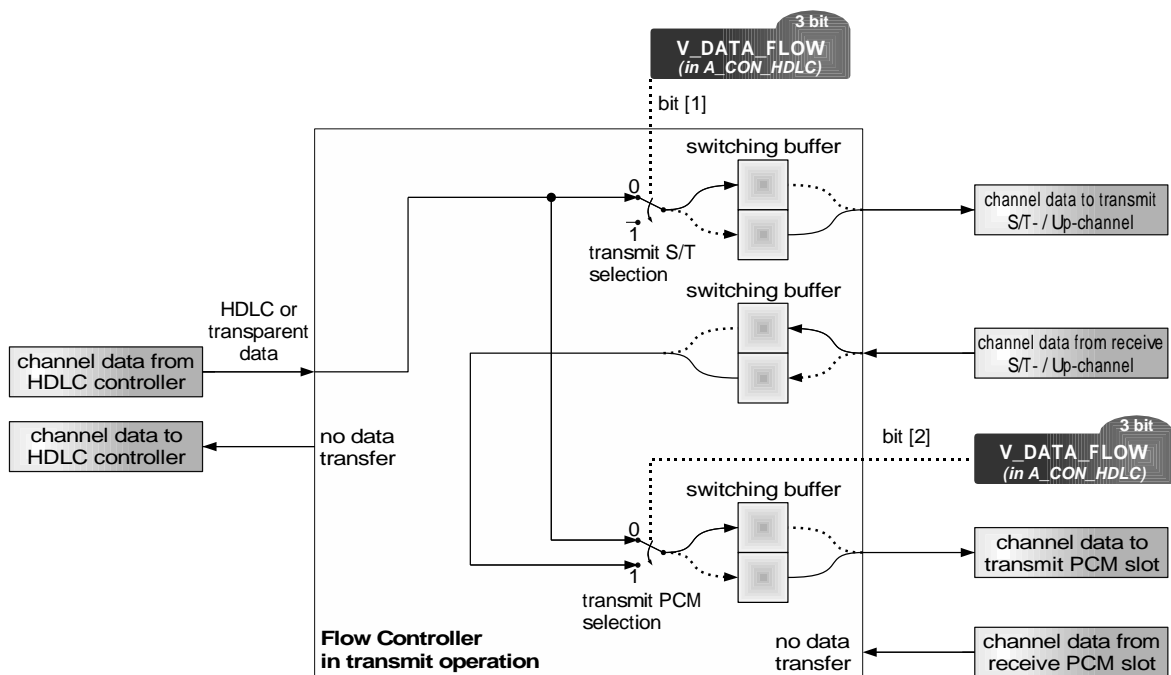 3 bit
V_DATA_FLOW
(in A_CON_HDLC)
bit [1]
switching buffer
0
1
transmit S/T
selection
channel data to transmit
S/T- / Up-channel
switching buffer
HDLC or
transparent
data
channel data from
HDLC controller
channel data from receive
S/T- / Up-channel
channel data to
HDLC controller
no data
transfer
bit [2]
3 bit
V_DATA_FLOW
(in A_CON_HDLC)
switching buffer
0
1
transmit PCM
selection
channel data to
transmit PCM slot
Flow Controller
in transmit operation
no data
transfer
channel data from
receive PCM slot